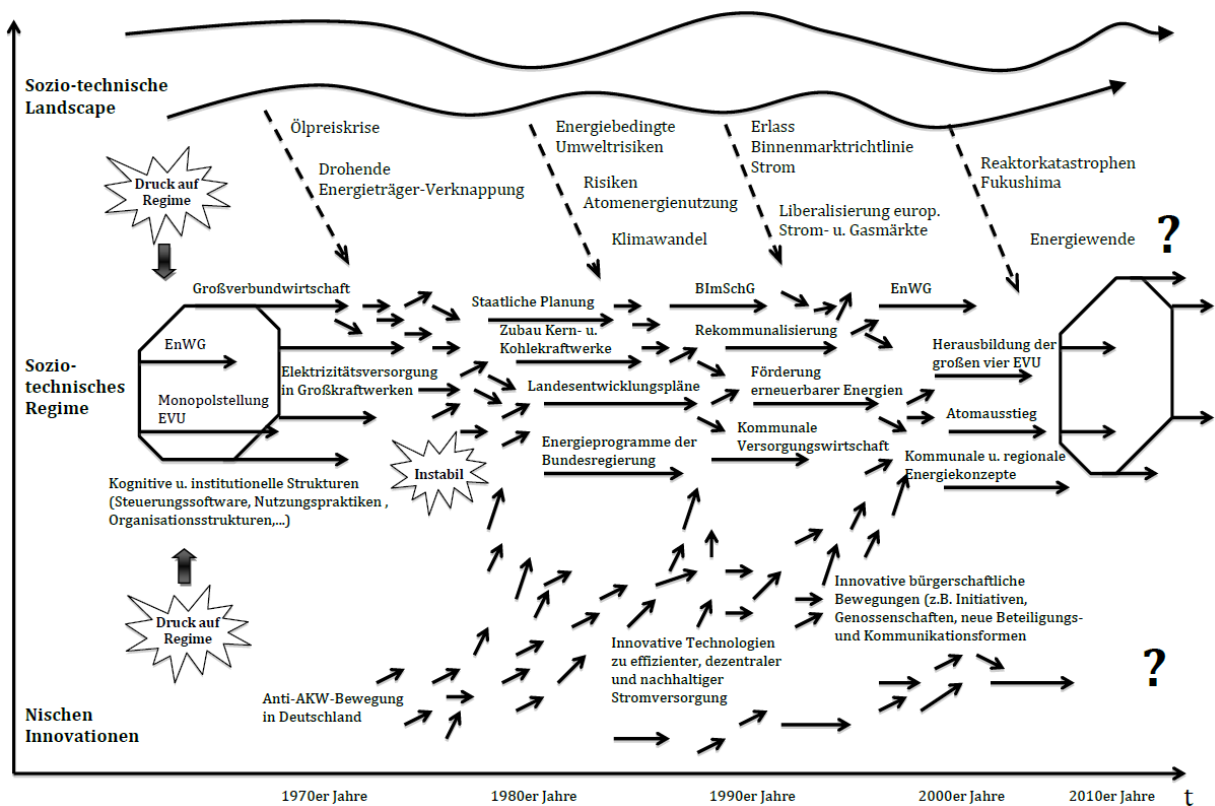 Sozio-technische
Landscape
Ölpreiskrise
Drohende
Energieträger-Verknappung
Energiebedingte
Umweltrisiken
Risiken
Atomenergienutzung
Klimawandel
Erlass
Binnenmarktrichtlinie
Strom
Liberalisierung europ.
Strom- u. Gasmärkte
Reaktorkatastrophen
Fukushima
Energiewende
?
Druck auf
Regime
Sozio-
technisches
Regime
Großverbundwirtschaft
EnWG
Monopolstellung
EVU
Elektrizitätsversorgung
in Großkraftwerken
Kognitive u. institutionelle Strukturen
(Steuerungssoftware, Nutzungspraktiken ,
Organisationsstrukturen,...)
Instabil
Staatliche Planung
Zubau Kern- u.
Kohlekraftwerke
Landesentwicklungspläne
Energieprogramme der
Bundesregierung
BImSchG
Rekommunalisierung
Förderung
erneuerbarer Energien
Kommunale
Versorgungswirtschaft
EnWG
Herausbildung der
großen vier EVU
Atomausstieg
Kommunale u. regionale
Energiekonzepte
Druck auf
Regime
Nischen
Innovationen
Anti-AKW-Bewegung
in Deutschland
Innovative Technologien
zu effizienter, dezentraler
und nachhaltiger
Stromversorgung
Innovative bürgerschaftliche
Bewegungen (z.B. Initiativen,
Genossenschaften, neue Beteiligungs-
und Kommunikationsformen
?
1970er Jahre
1980er Jahre
1990er Jahre
2000er Jahre
2010er Jahre
t